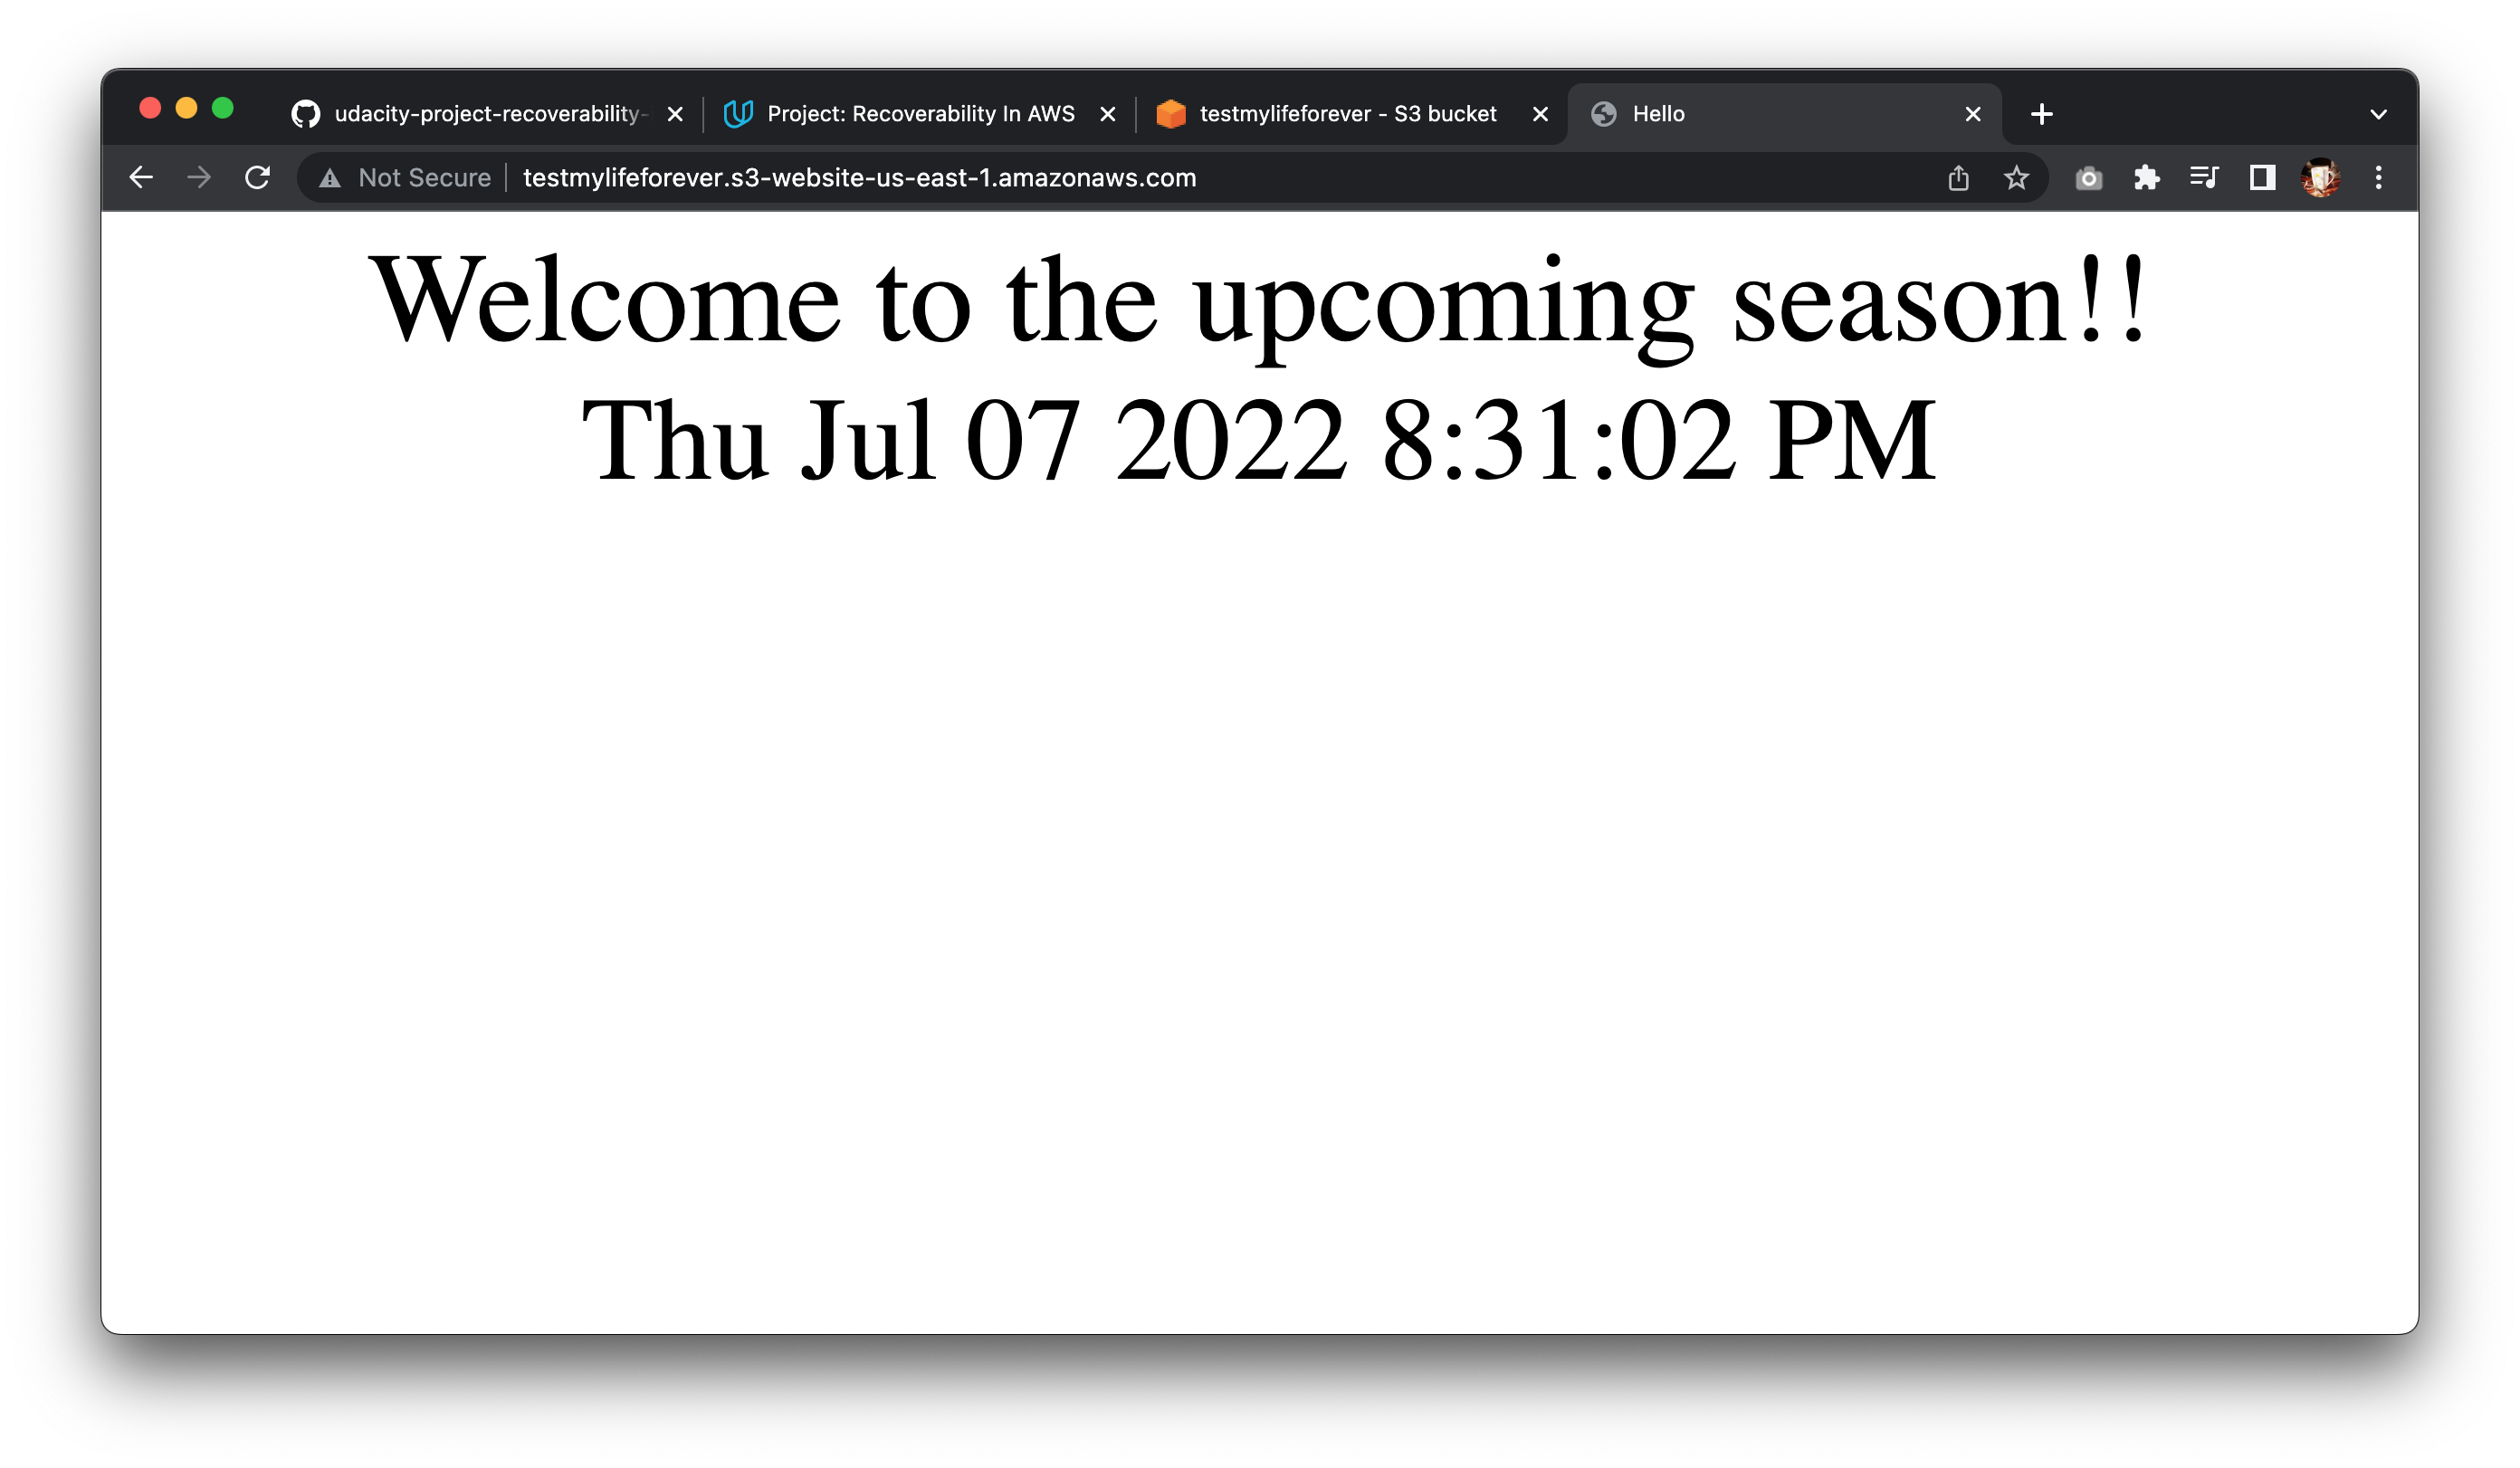 udacity-project-recoverability-
Project: Recoverability In AWS
testmylifeforever - S3 bucket
Hello
Not Secure
testmylifeforever.s3-website-us-east-1.amazonaws.com
Welcome to the upcoming season!!
Thu Jul 07 2022 8:31:02 PM